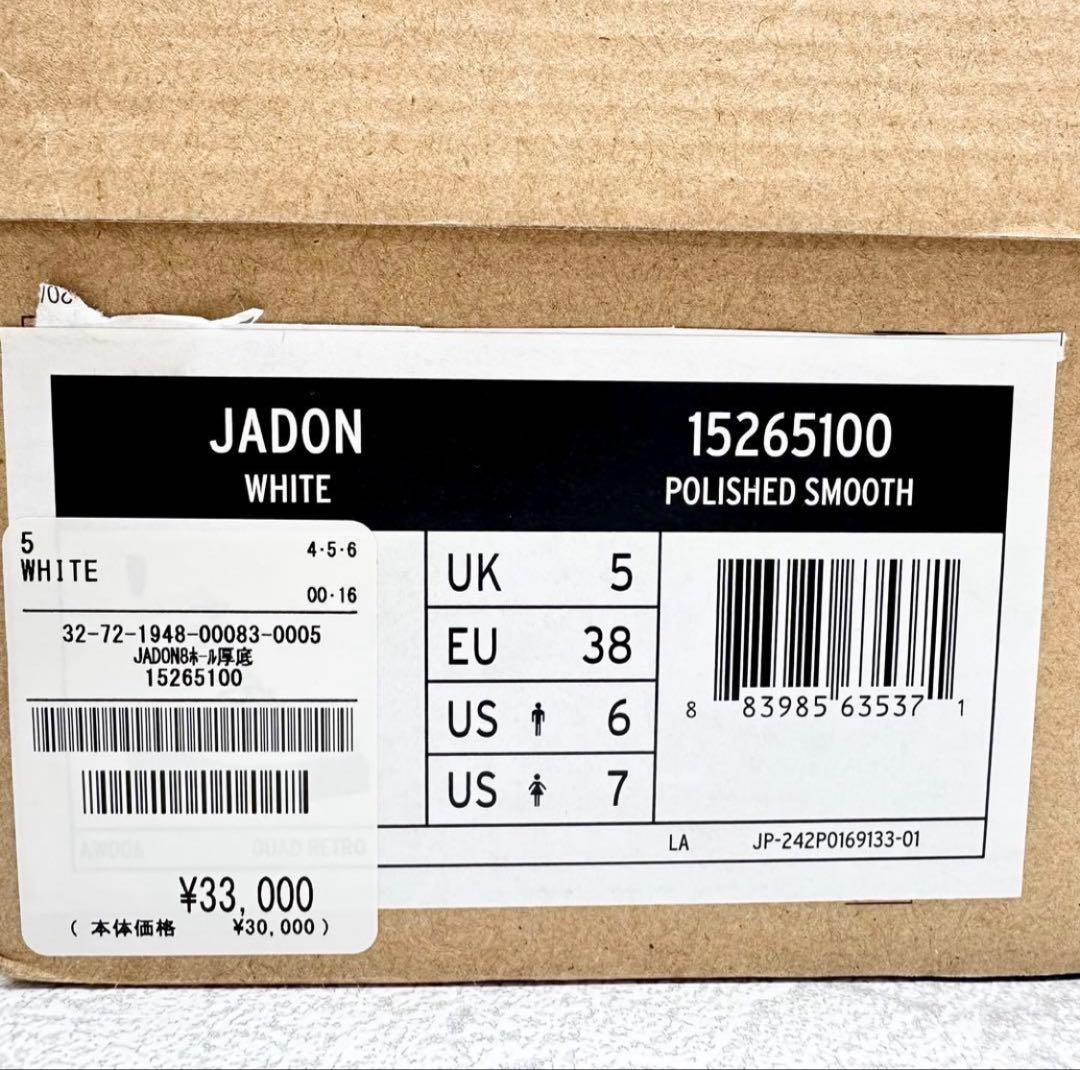 JADON
WHITE
15265100
POLISHED SMOOTH
5
WHITE
4·5·6
00·16
32-72-1948-00083-0005
JADON8ホール厚底
15265100
¥33,000
( 本体価格 ¥30,000 )
UK 5
EU 38
US 6
US 7
8 83985 63537 1
QUAD RETRO
LA JP-242P0169133-01